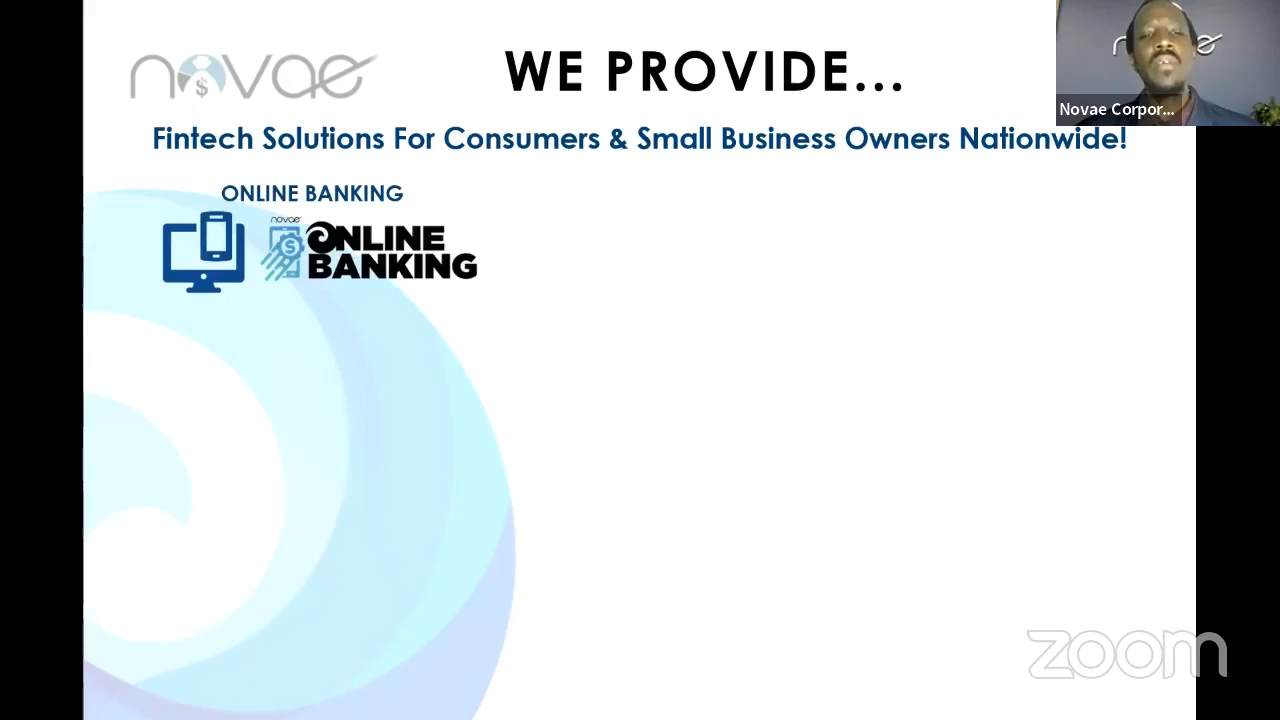 novae
WE PROVIDE...
Novae Corpor...
Fintech Solutions For Consumers & Small Business Owners Nationwide!
ONLINE BANKING
novae
$
ONLINE
BANKING
zoom